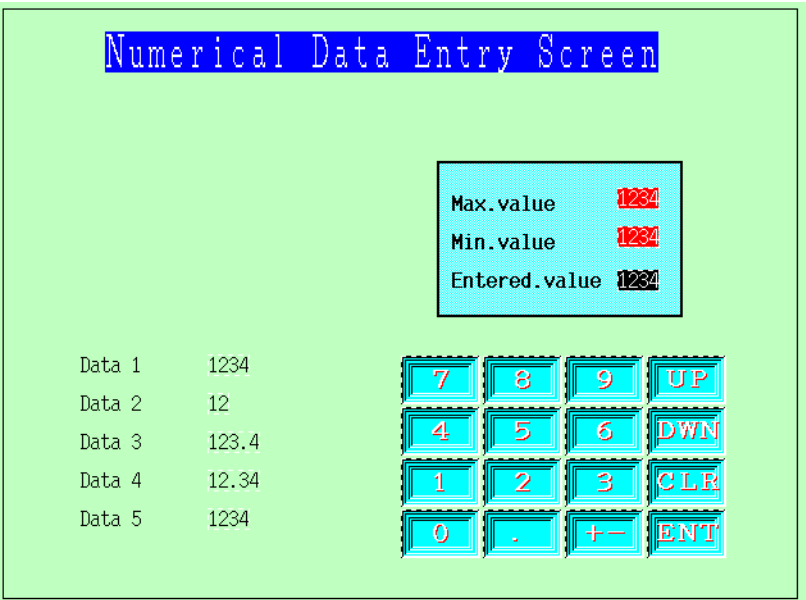 Numerical Data Entry Screen
Max.value 1234
Min.value 1234
Entered.value 1234
Data 1 1234
Data 2 12
Data 3 123.4
Data 4 12.34
Data 5 1234
7 8 9 UP
4 5 6 DWN
1 2 3 CLR
0 . +- ENT